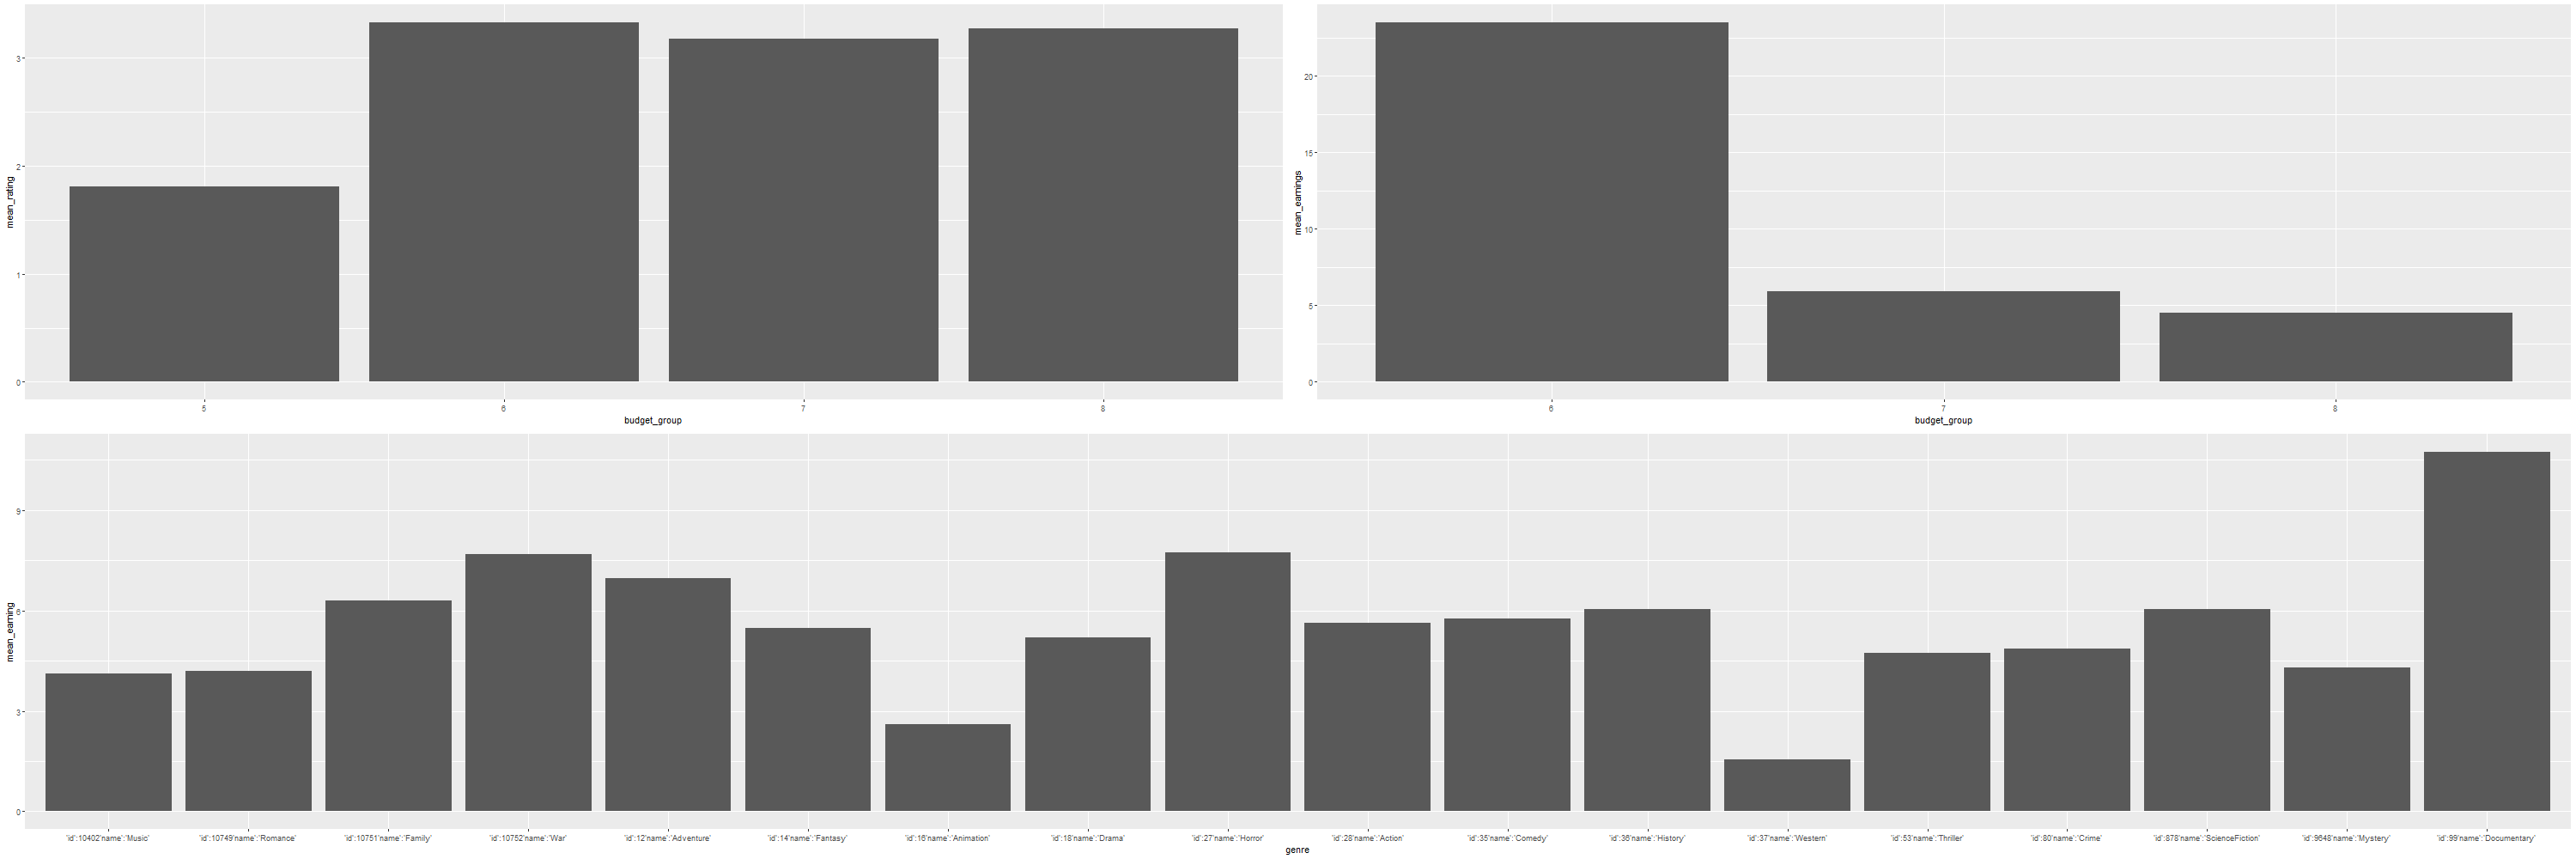 mean_rating
3
2
1
0
5 6 7 8
budget_group
mean_earnings
20
15
10
5
0
6 7 8
budget_group
mean_earning
9
6
3
0
'id':10402'name':'Music' 'id':10749'name':'Romance' 'id':10751'name':'Family' 'id':10752'name':'War' 'id':12'name':'Adventure' 'id':14'name':'Fantasy' 'id':16'name':'Animation' 'id':18'name':'Drama' 'id':27'name':'Horror' 'id':28'name':'Action' 'id':35'name':'Comedy' 'id':36'name':'History' 'id':37'name':'Western' 'id':53'name':'Thriller' 'id':80'name':'Crime' 'id':878'name':'ScienceFiction' 'id':9648'name':'Mystery' 'id':99'name':'Documentary'
genre